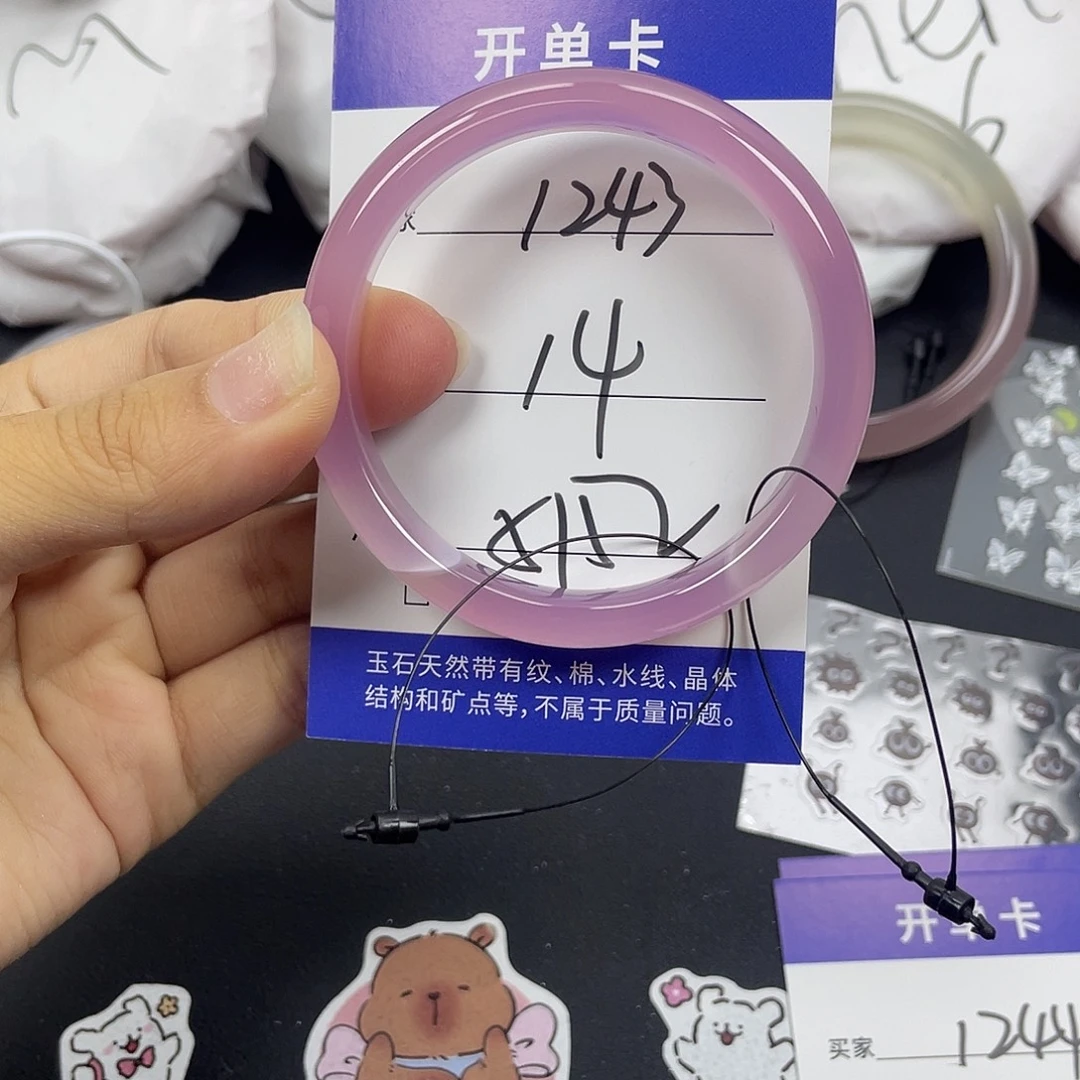 开单卡
家 1243
14
玉石天然带有纹、棉、水线、晶体
结构和矿点等，不属于质量问题。
开单卡
买家 1244